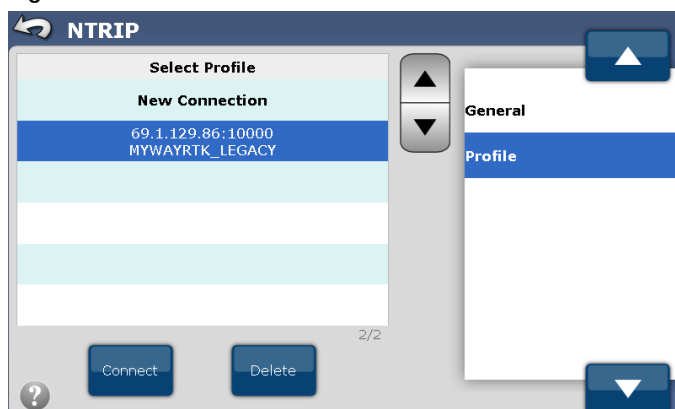 NTRIP
Select Profile
New Connection
69.1.129.86:10000
MYWAYRTK_LEGACY
2/2
Connect
Delete
?
General
Profile